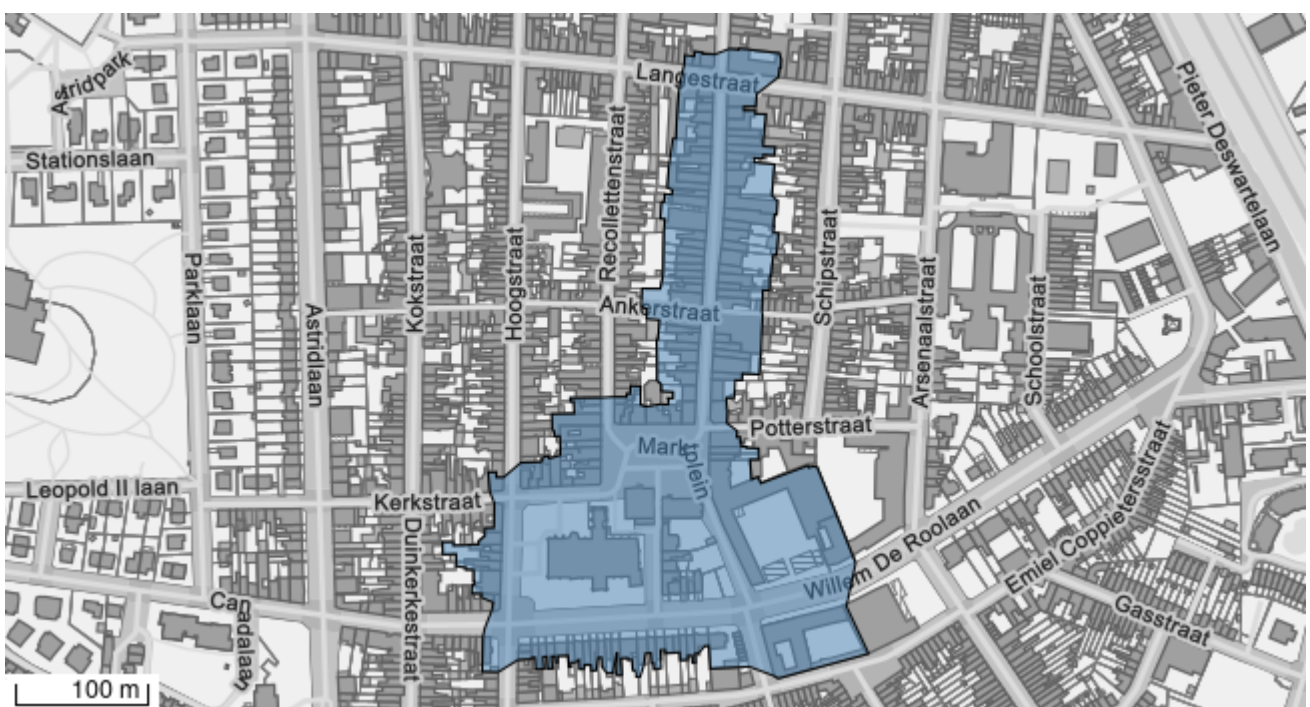 Langestraat
Astridpark
Stationslaan
Pieter Deswartelaan
Recollettenstraat
Parklaan
Kokstraat
Hoogstraat
Schipstraat
Astridlaan
Ankerstraat
Arsenaalstraat
Schoolstraat
Potterstraat
Marktplein
Leopold II laan
Kerkstraat
Emiel Coppietersstraat
Willem De Roolaan
Duinkerkestraat
Canadalaan
Gasstraat
100 m